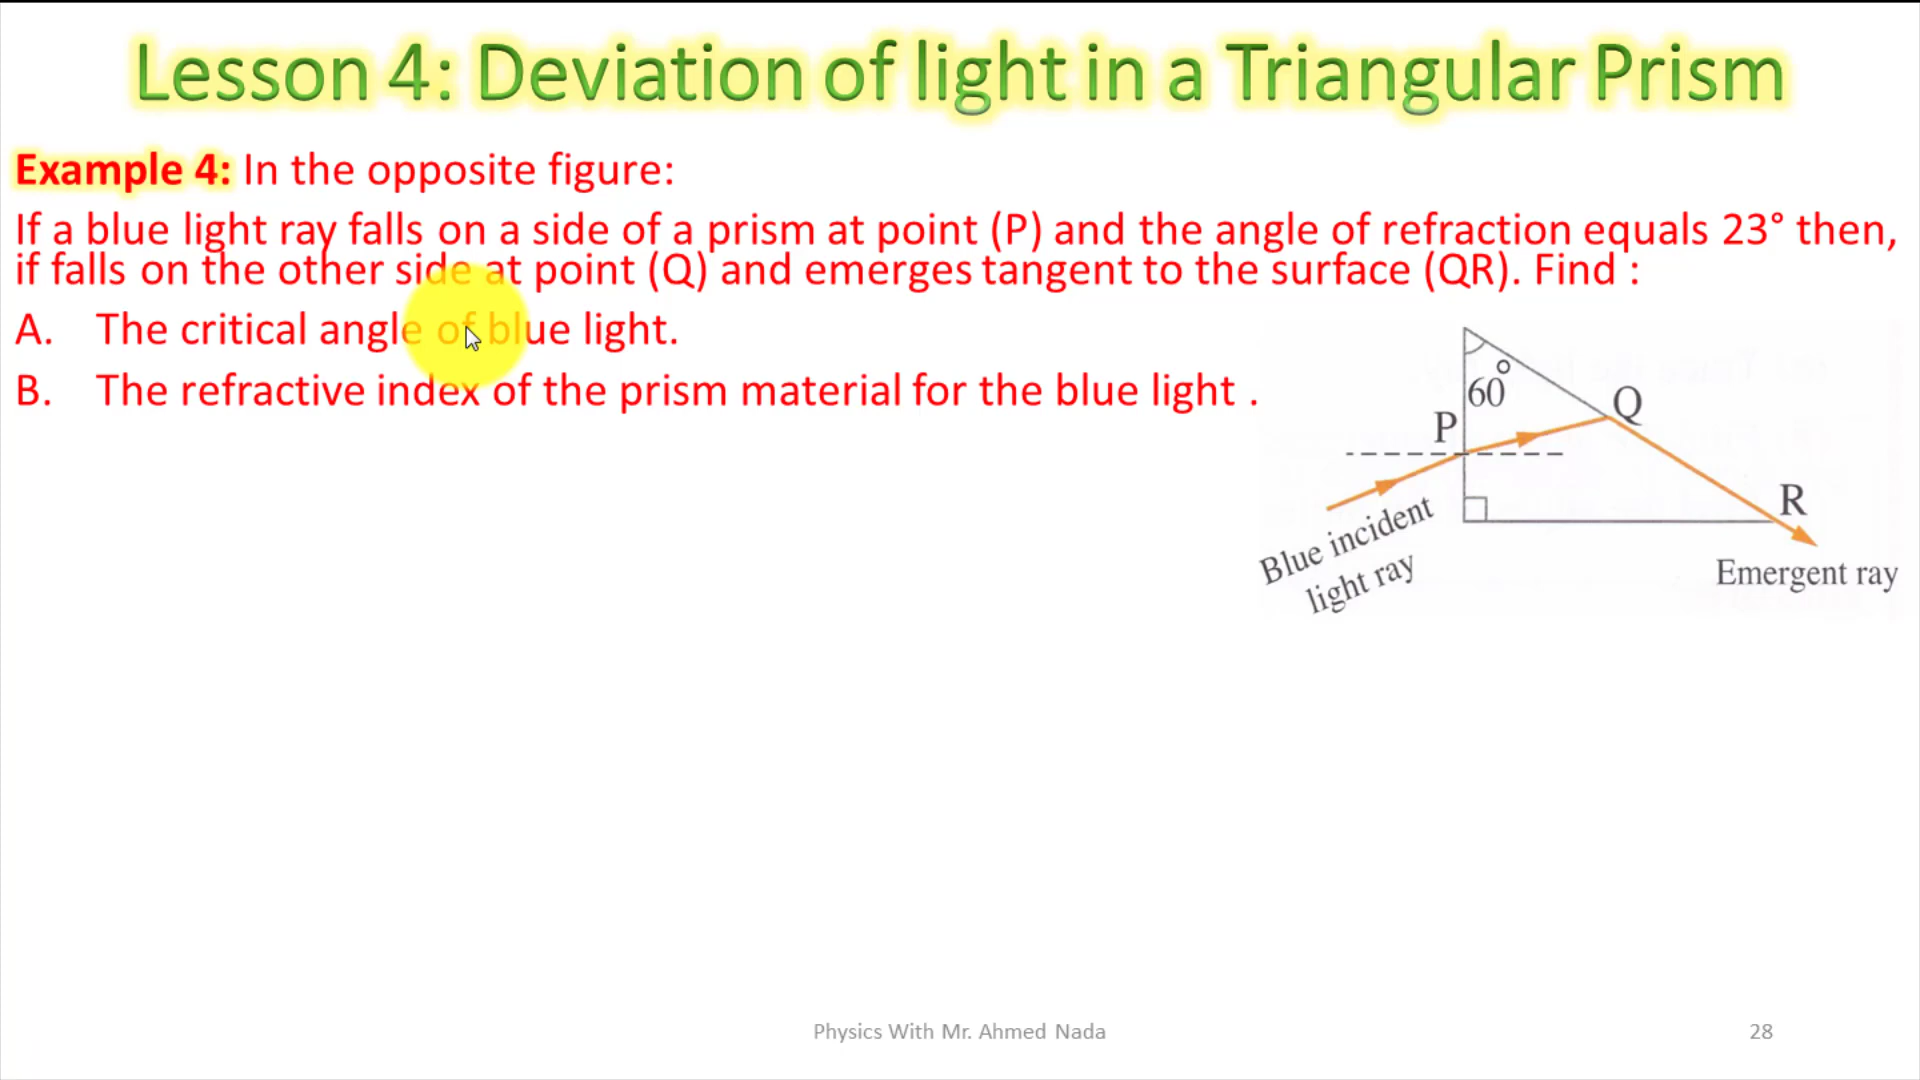 Lesson 4: Deviation of light in a Triangular Prism
Example 4: In the opposite figure:
If a blue light ray falls on a side of a prism at point (P) and the angle of refraction equals 23° then,
if falls on the other side at point (Q) and emerges tangent to the surface (QR). Find :
A. The critical angle of blue light.
B. The refractive index of the prism material for the blue light .
60°
P
Q
R
Blue incident
light ray
Emergent ray
Physics With Mr. Ahmed Nada
28